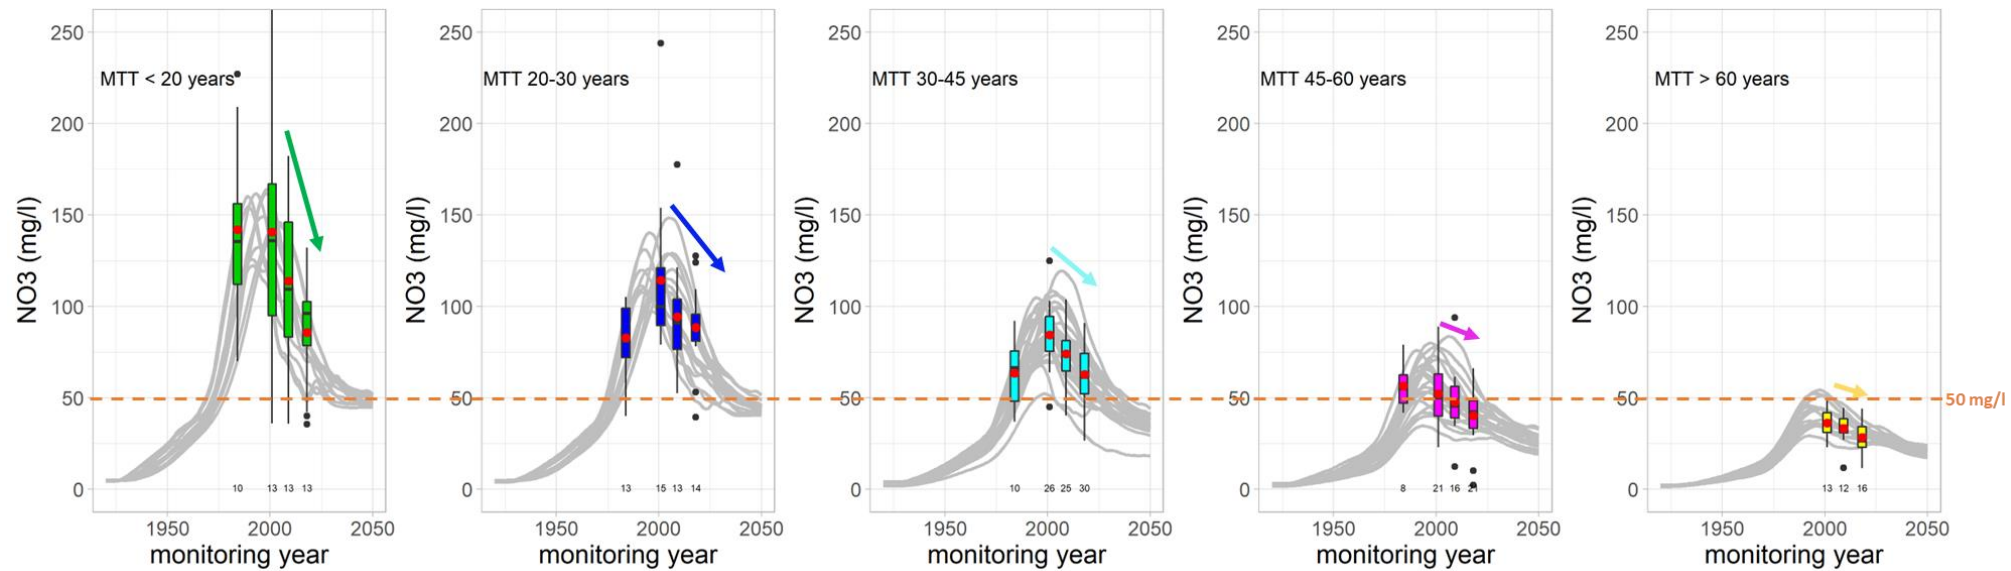 250
200
150
100
50
0
NO3 (mg/l)
MTT < 20 years
10 13 13 13
1950 2000 2050
monitoring year
250
200
150
100
50
0
NO3 (mg/l)
MTT 20-30 years
13 15 13 14
1950 2000 2050
monitoring year
250
200
150
100
50
0
NO3 (mg/l)
MTT 30-45 years
10 26 25 30
1950 2000 2050
monitoring year
250
200
150
100
50
0
NO3 (mg/l)
MTT 45-60 years
8 21 16 21
1950 2000 2050
monitoring year
250
200
150
100
50
0
NO3 (mg/l)
MTT > 60 years
13 12 16
1950 2000 2050
monitoring year
50 mg/l